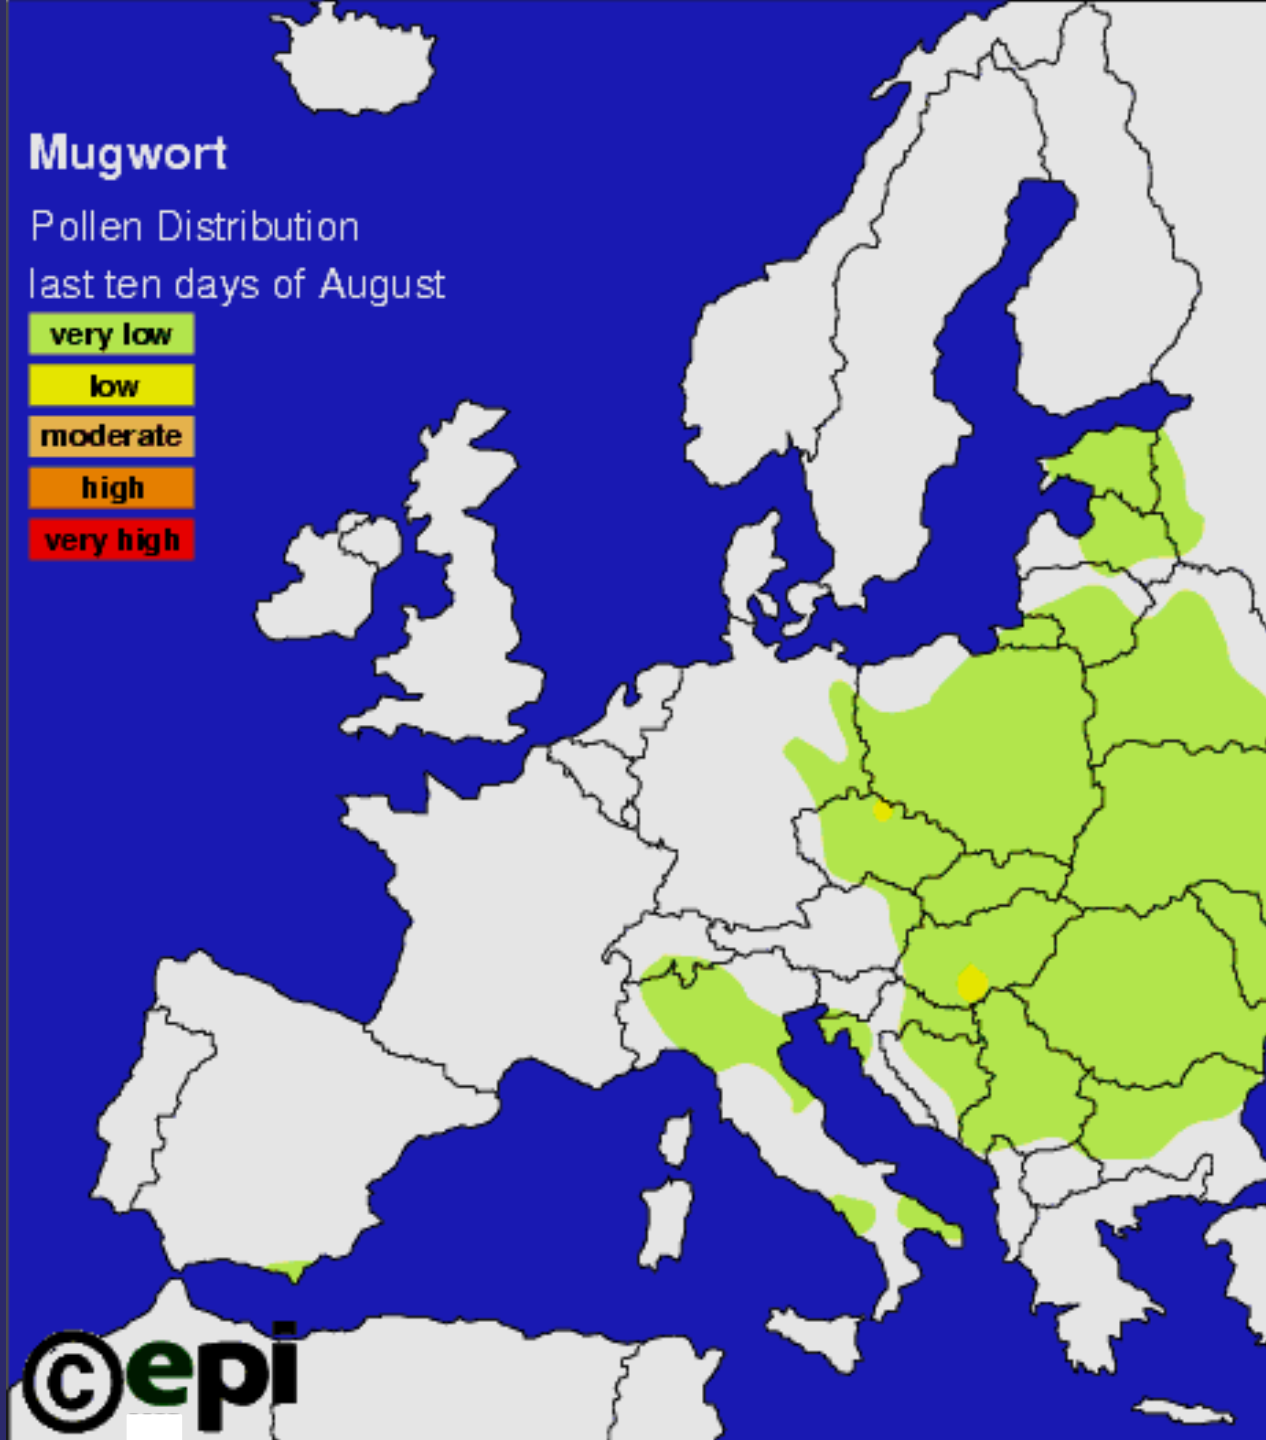 Mugwort
Pollen Distribution
last ten days of August
very low
low
moderate
high
very high
©epi